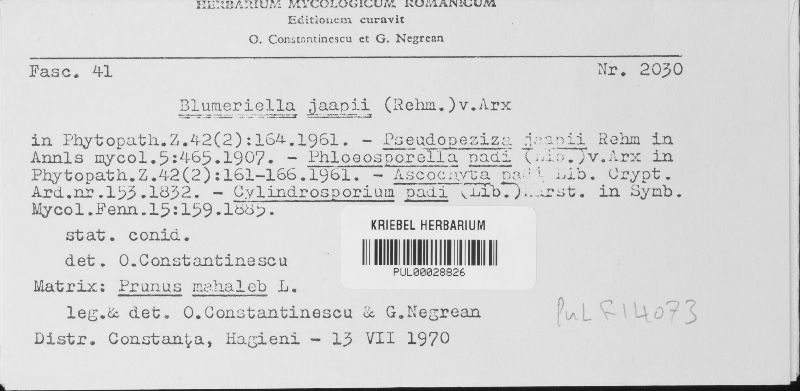 HERBARIUM MYCOLOGICUM ROMANICUM
Editionem curavit
O. Constantinescu et G. Negrean
Fasc. 41 Nr. 2030
Blumeriella jaapii (Rehm.)v.Arx
in Phytopath.Z.42(2):164.1961. - Pseudopeziza jaapii Rehm in
Annls mycol.5:465.1907. - Phloeosporella padi (Lib.)v.Arx in
Phytopath.Z.42(2):161-166.1961. - Ascochyta padi Lib. Crypt.
Ard.nr.153.1832. - Cylindrosporium padi (Lib.) in Symb.
Mycol.Fenn.15:159.1885.
stat. conid.
det. O.Constantinescu
Matrix: Prunus mahaleb L.
leg.& det. O.Constantinescu & G.Negrean
Distr. Constanţa, Hagieni - 13 VII 1970
KRIEBEL HERBARIUM
PUL00028826
PuL F14073